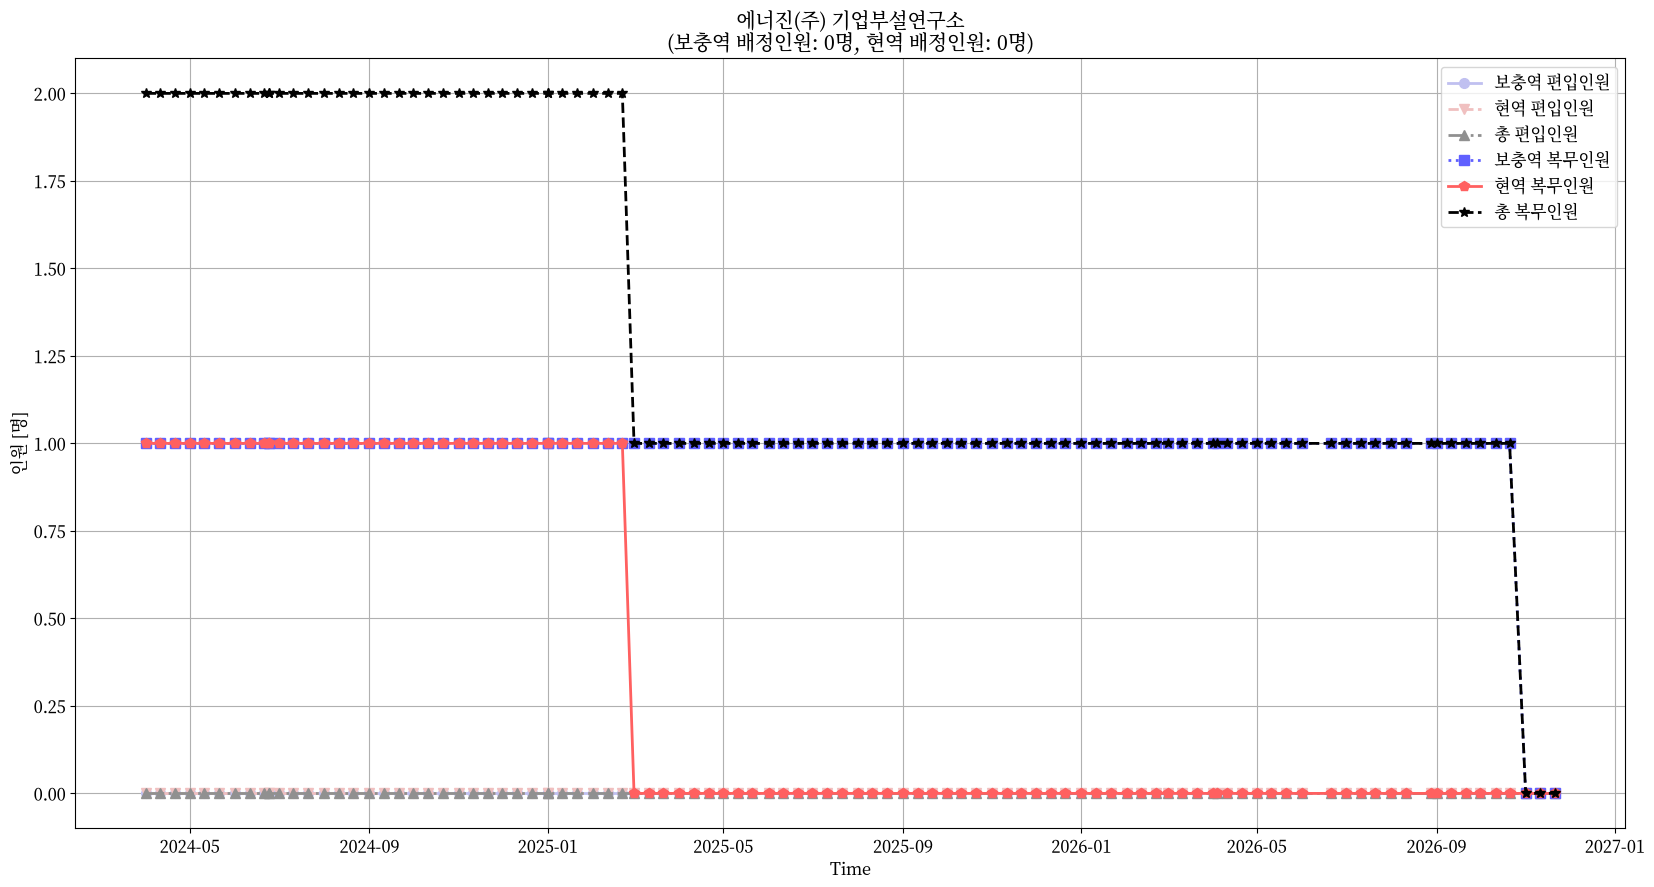 에너진(주) 기업부설연구소
(보충역 배정인원: 0명, 현역 배정인원: 0명)
보충역 편입인원
현역 편입인원
총 편입인원
보충역 복무인원
현역 복무인원
총 복무인원
인원 [명]
2.00
1.75
1.50
1.25
1.00
0.75
0.50
0.25
0.00
2024-05
2024-09
2025-01
2025-05
2025-09
2026-01
2026-05
2026-09
2027-01
Time